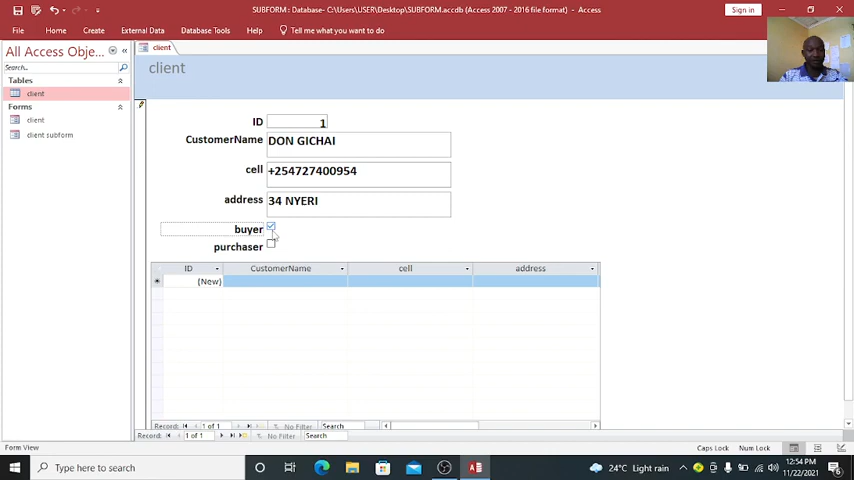 SUBFORM : Database- C:\Users\USER\Desktop\SUBFORM.accdb (Access 2007 - 2016 file format) - Access
Sign in
File Home Create External Data Database Tools Help Tell me what you want to do
All Access Obje...
Search...
Tables
client
Forms
client
client subform
client
client
ID 1
CustomerName DON GICHAI
cell +254727400954
address 34 NYERI
buyer
purchaser
ID CustomerName cell address
(New)
Record: 1 of 1 No Filter Search
Record: 1 of 1 No Filter Search
Form View Caps Lock Num Lock
Type here to search
24°C Light rain
12:54 PM
11/22/2021
6